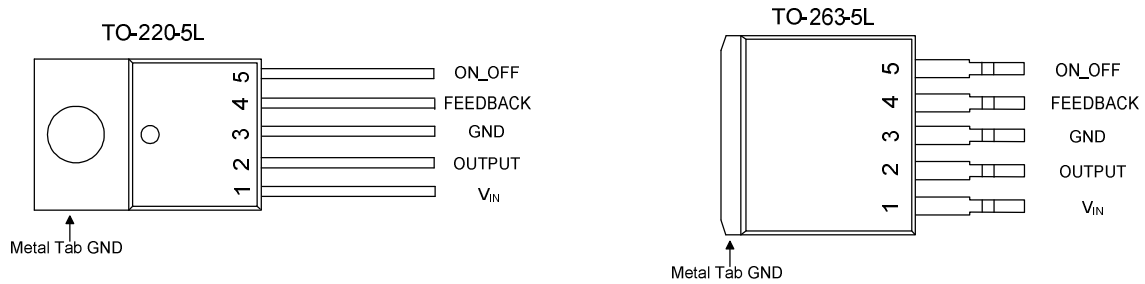 TO-220-5L
5 ON_OFF
4 FEEDBACK
3 GND
2 OUTPUT
1 VIN
Metal Tab GND
TO-263-5L
5 ON_OFF
4 FEEDBACK
3 GND
2 OUTPUT
1 VIN
Metal Tab GND